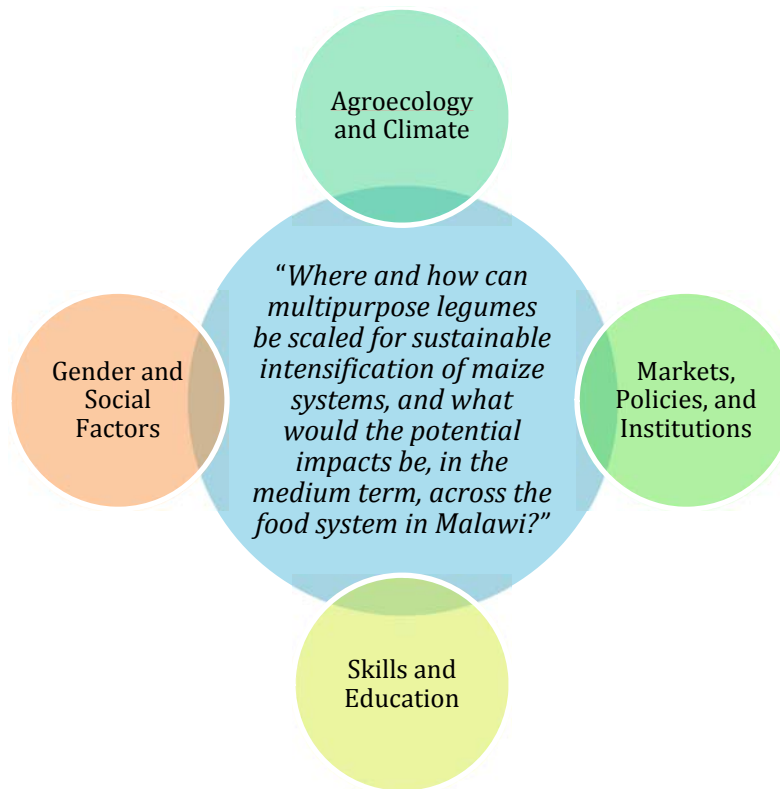 Agroecology
and Climate
“Where and how can
multipurpose legumes
be scaled for sustainable
intensification of maize
systems, and what
would the potential
impacts be, in the
medium term, across the
food system in Malawi?”
Gender and
Social
Factors
Markets,
Policies, and
Institutions
Skills and
Education